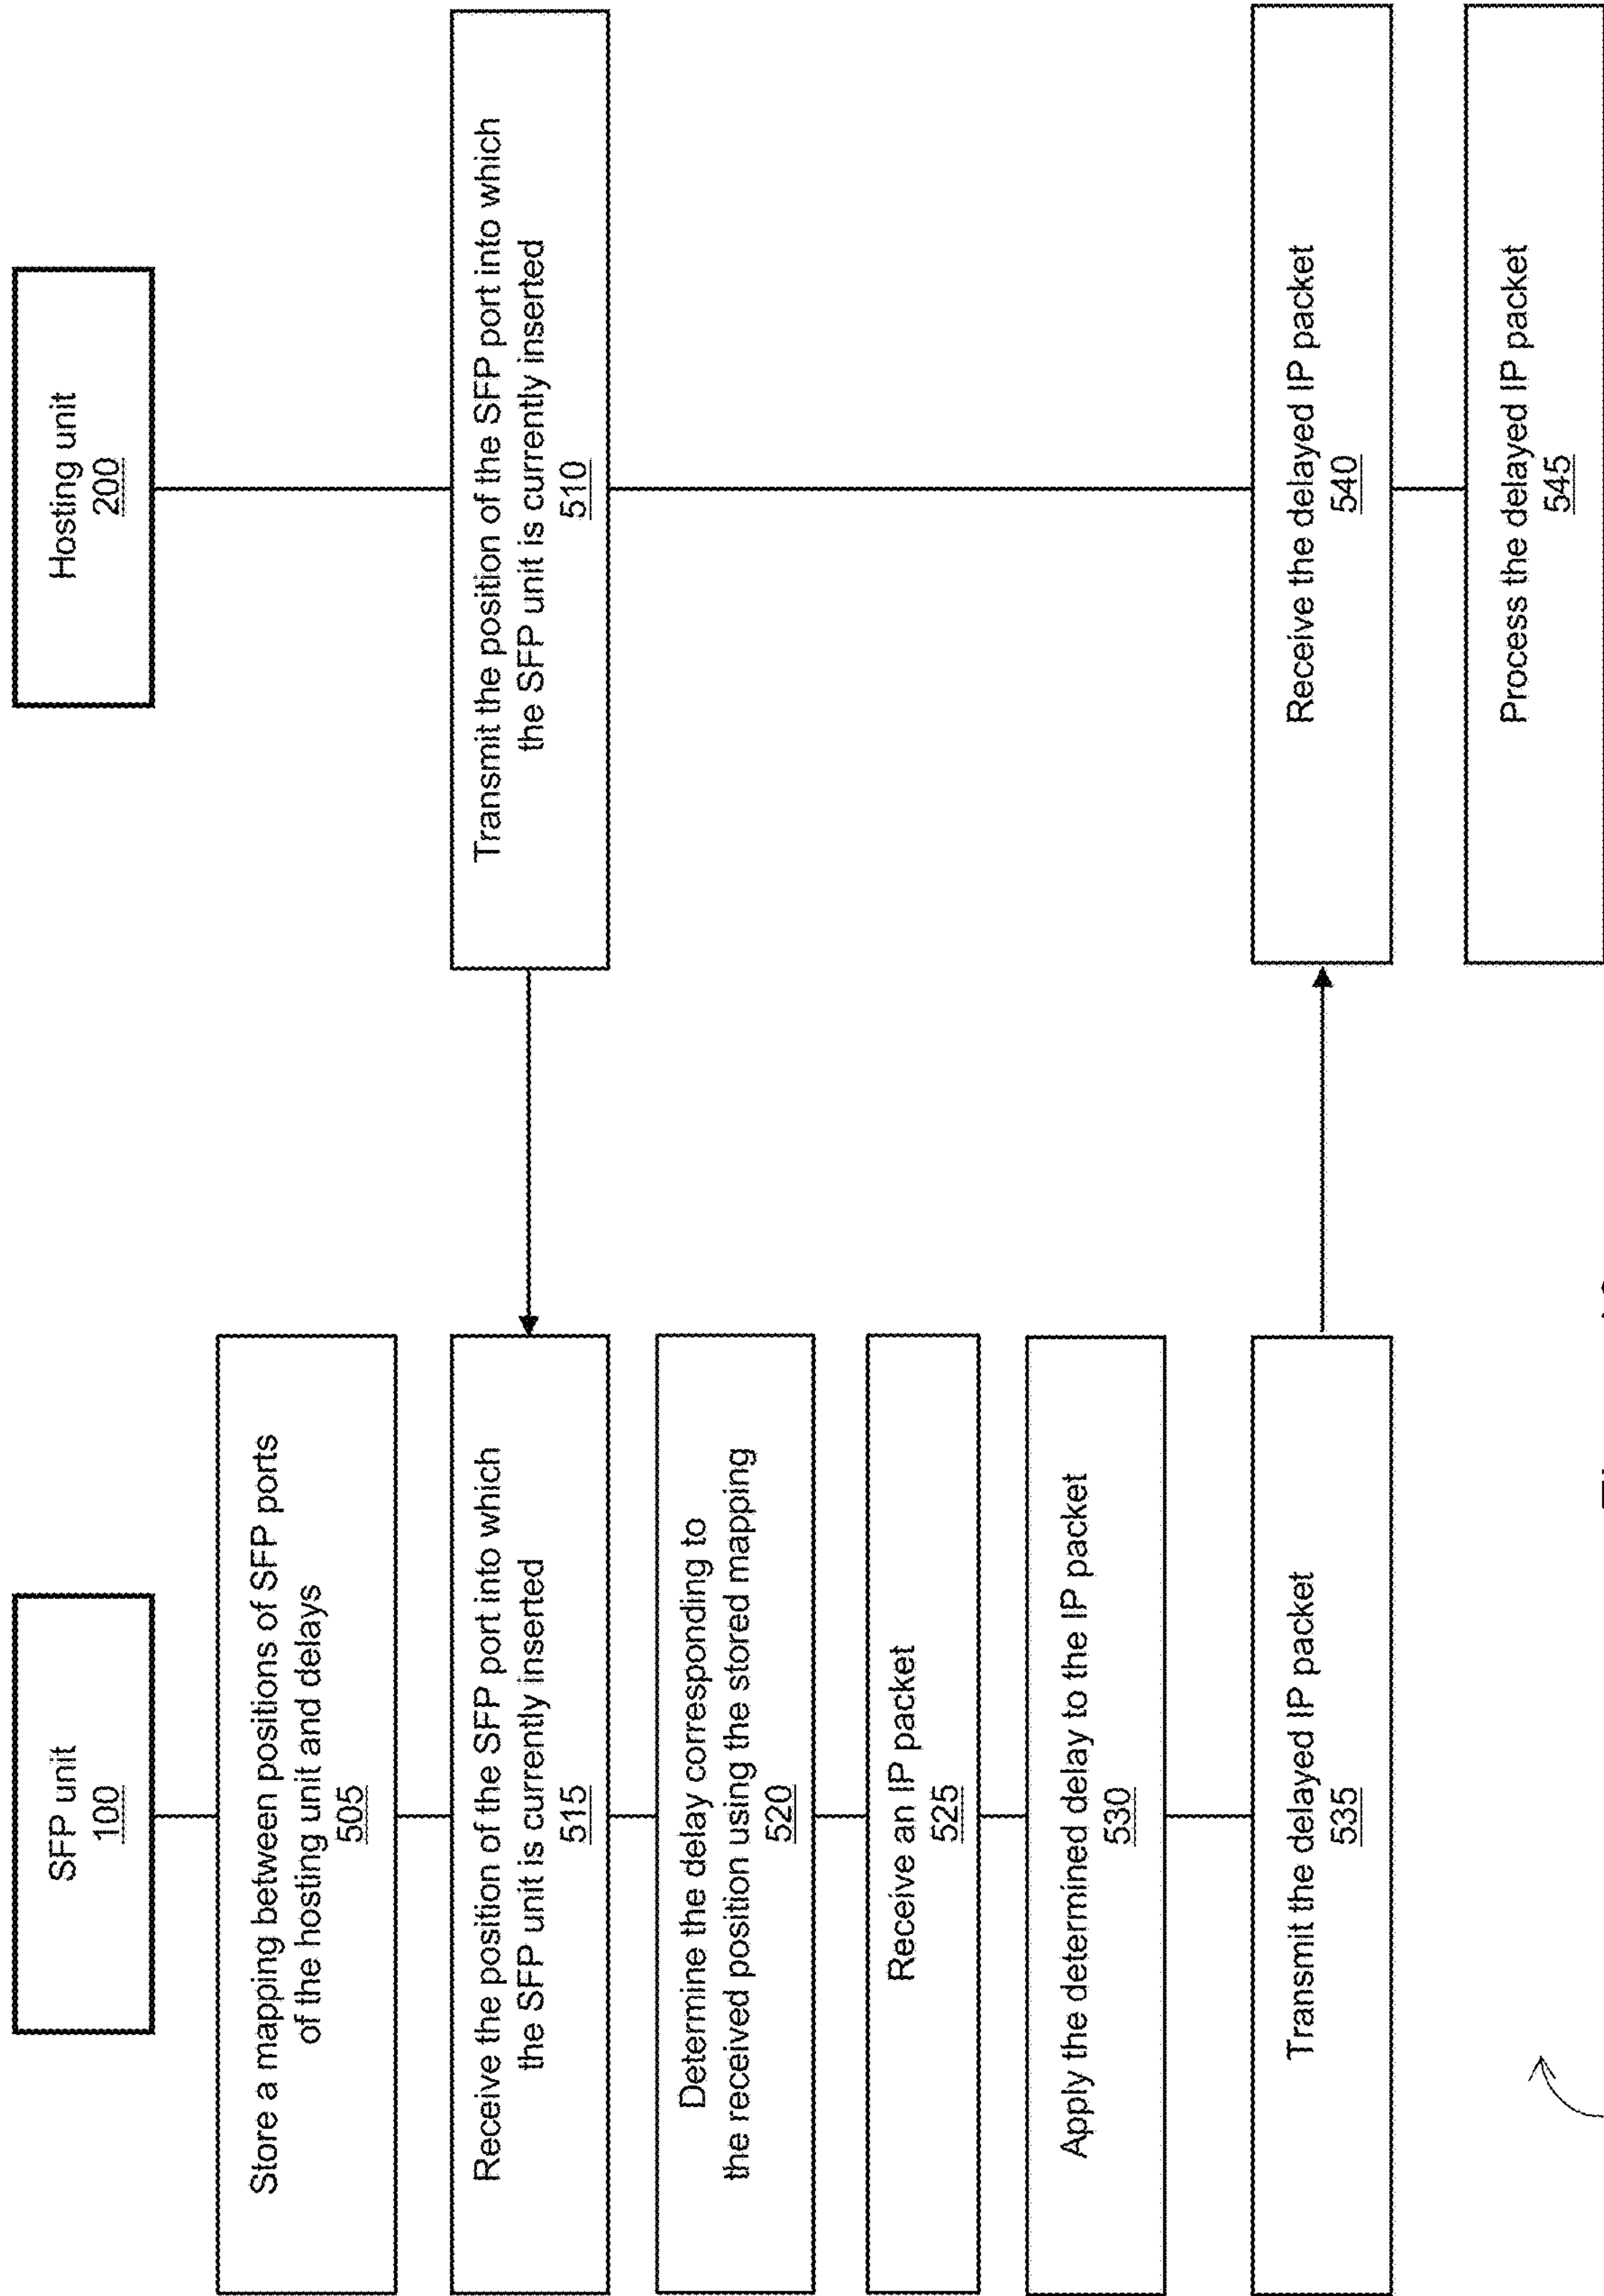 SFP unit
100
Hosting unit
200
Store a mapping between positions of SFP ports
of the hosting unit and delays
505
Transmit the position of the SFP port into which
the SFP unit is currently inserted
510
Receive the position of the SFP port into which
the SFP unit is currently inserted
515
Determine the delay corresponding to
the received position using the stored mapping
520
Receive an IP packet
525
Apply the determined delay to the IP packet
530
Transmit the delayed IP packet
535
Receive the delayed IP packet
540
Process the delayed IP packet
545